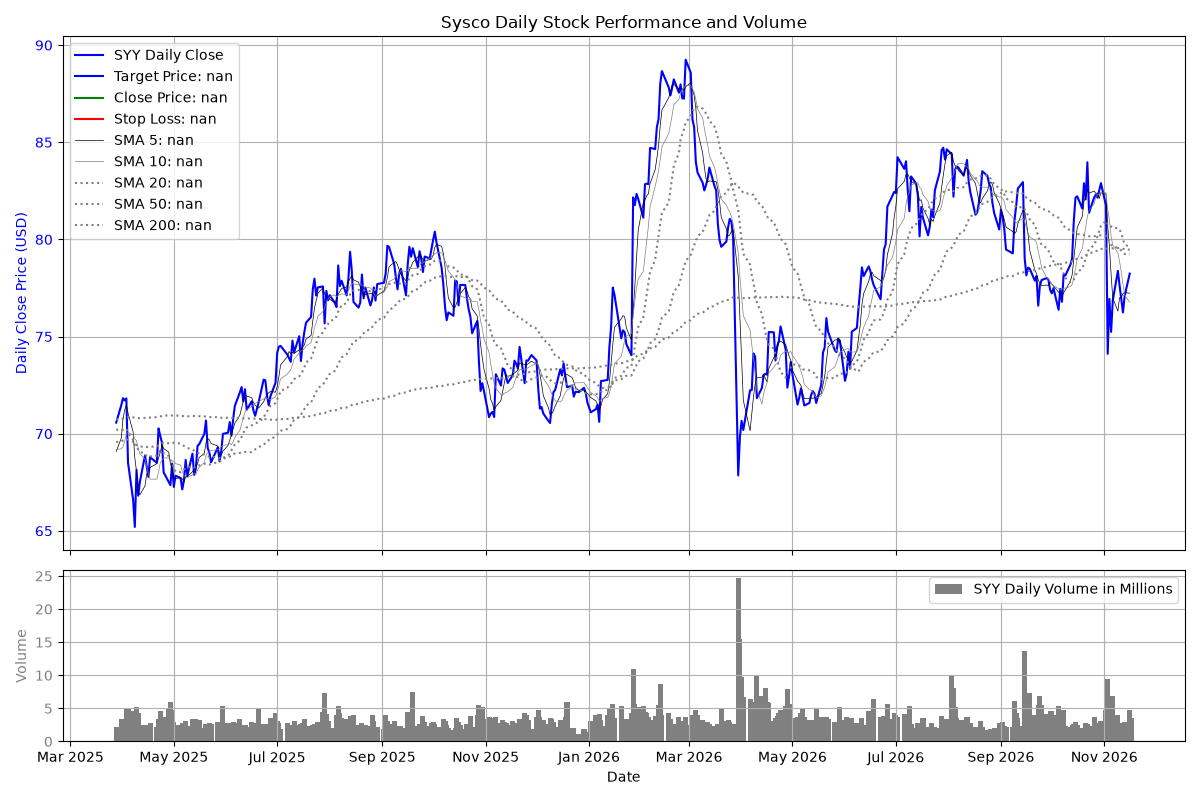 Sysco Daily Stock Performance and Volume
Daily Close Price (USD)
90
85
80
75
70
65
SYY Daily Close
Target Price: nan
Close Price: nan
Stop Loss: nan
SMA 5: nan
SMA 10: nan
SMA 20: nan
SMA 50: nan
SMA 200: nan
Volume
25
20
15
10
5
0
SYY Daily Volume in Millions
Mar 2025 May 2025 Jul 2025 Sep 2025 Nov 2025 Jan 2026 Mar 2026 May 2026 Jul 2026 Sep 2026 Nov 2026
Date